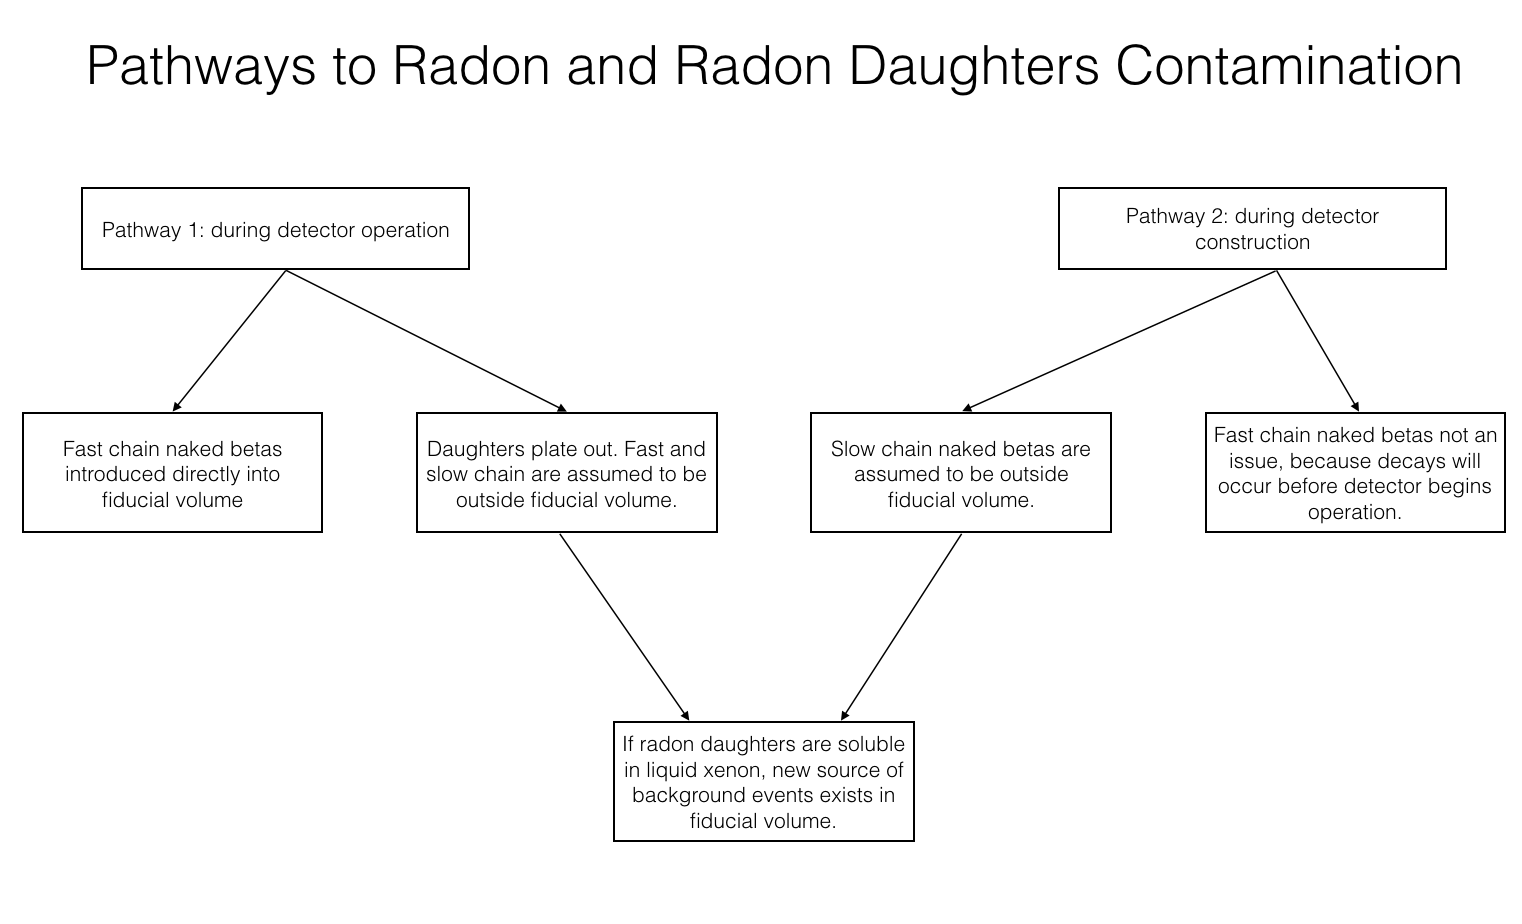 Pathways to Radon and Radon Daughters Contamination
Pathway 1: during detector operation
Pathway 2: during detector
construction
Fast chain naked betas
introduced directly into
fiducial volume
Daughters plate out. Fast and
slow chain are assumed to be
outside fiducial volume.
Slow chain naked betas are
assumed to be outside
fiducial volume.
Fast chain naked betas not an
issue, because decays will
occur before detector begins
operation.
If radon daughters are soluble
in liquid xenon, new source of
background events exists in
fiducial volume.